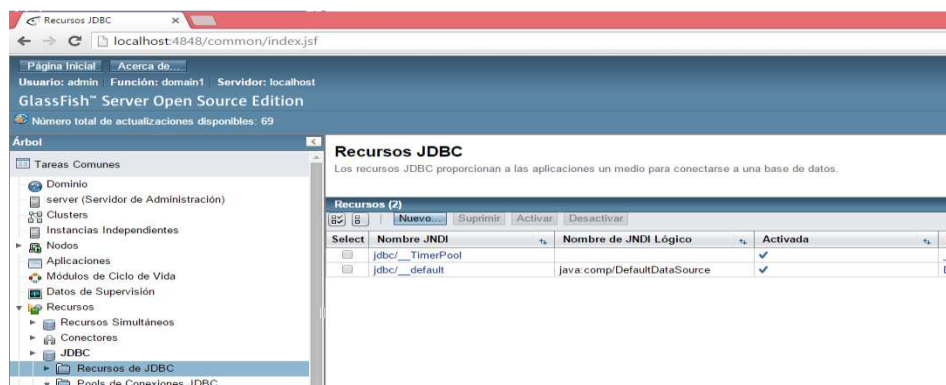 Recursos JDBC
localhost:4848/common/index.jsf
Página Inicial Acerca de...
Usuario: admin Función: domain1 Servidor: localhost
GlassFish™ Server Open Source Edition
Número total de actualizaciones disponibles: 69
Árbol
Tareas Comunes
Dominio
server (Servidor de Administración)
Clusters
Instancias Independientes
Nodos
Aplicaciones
Módulos de Ciclo de Vida
Datos de Supervisión
Recursos
Recursos Simultáneos
Conectores
JDBC
Recursos de JDBC
Pools de Conexiones JDBC
Recursos JDBC
Los recursos JDBC proporcionan a las aplicaciones un medio para conectarse a una base de datos.
Recursos (2)
Nuevo... Suprimir Activar Desactivar
Select Nombre JNDI Nombre de JNDI Lógico Activada
jdbc/__TimerPool
jdbc/__default java:comp/DefaultDataSource